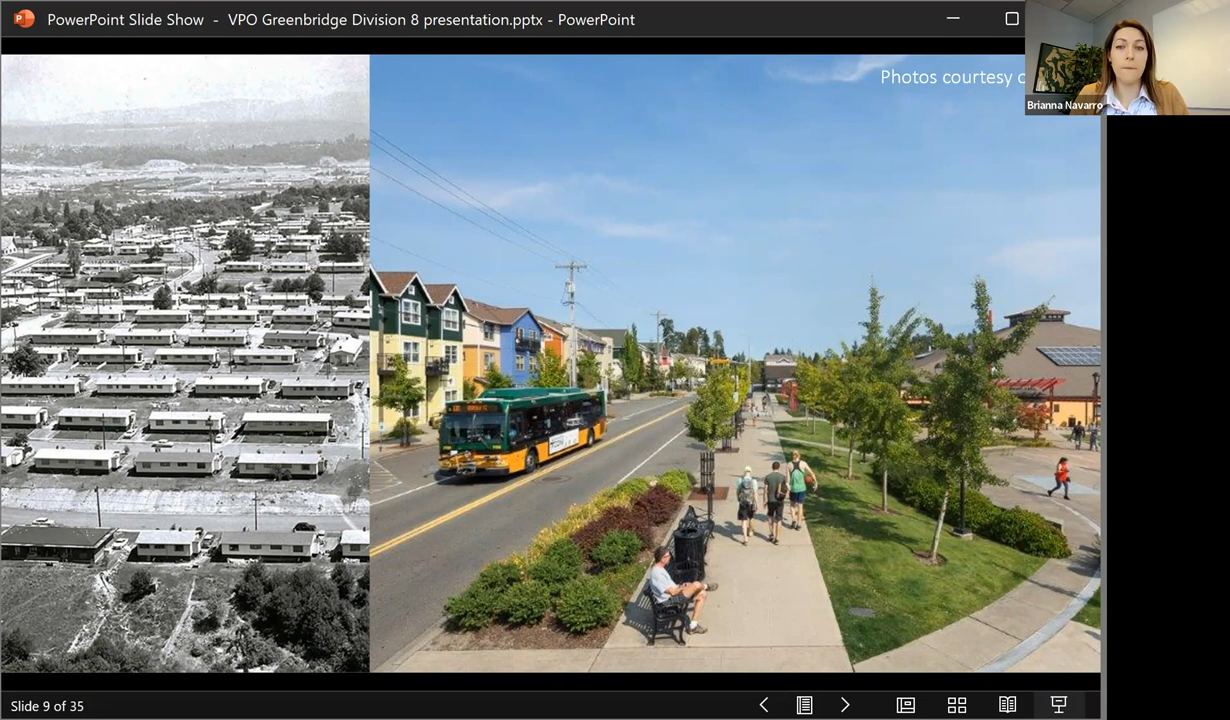 PowerPoint Slide Show - VPO Greenbridge Division 8 presentation.pptx - PowerPoint
Photos courtesy
Brianna Navarro
Slide 9 of 35